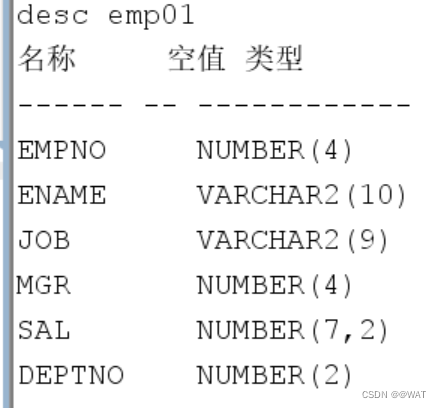 desc emp01
名称     空值 类型
------ -- ------------
EMPNO     NUMBER(4)
ENAME     VARCHAR2(10)
JOB       VARCHAR2(9)
MGR       NUMBER(4)
SAL       NUMBER(7,2)
DEPTNO    NUMBER(2)
CSDN @@WAT